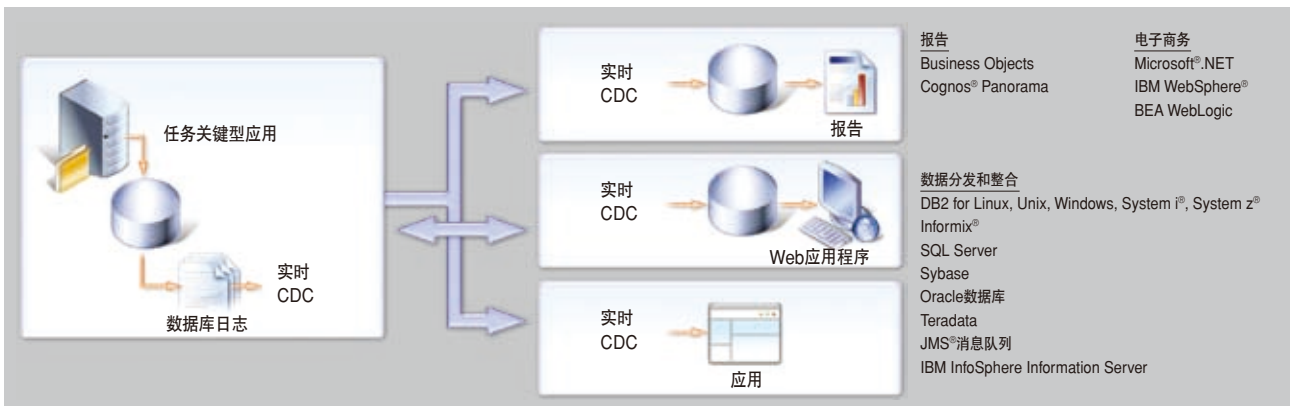 任务关键型应用
实时
CDC
数据库日志
实时
CDC
报告
实时
CDC
Web应用程序
实时
CDC
应用
报告
Business Objects
Cognos® Panorama
电子商务
Microsoft®.NET
IBM WebSphere®
BEA WebLogic
数据分发和整合
DB2 for Linux, Unix, Windows, System i®, System z®
Informix®
SQL Server
Sybase
Oracle数据库
Teradata
JMS®消息队列
IBM InfoSphere Information Server